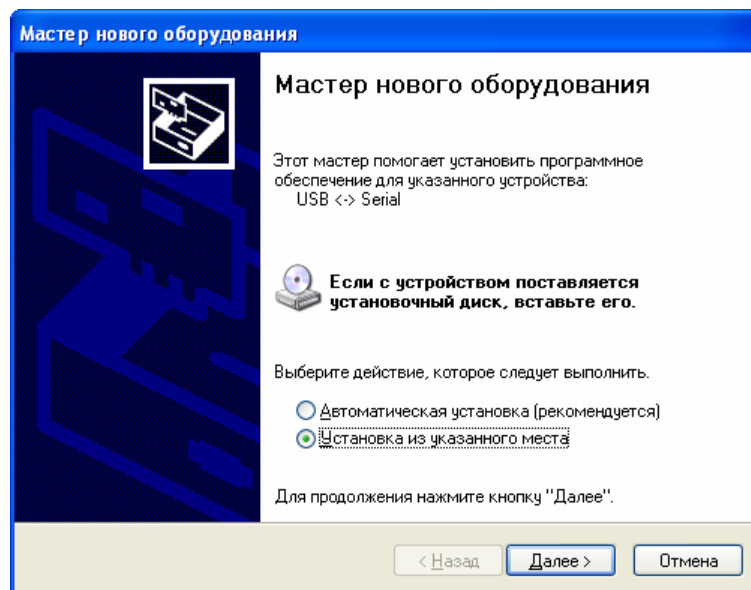 Мастер нового оборудования
Мастер нового оборудования
Этот мастер помогает установить программное
обеспечение для указанного устройства:
USB <-> Serial
Если с устройством поставляется
установочный диск, вставьте его.
Выберите действие, которое следует выполнить.
Автоматическая установка (рекомендуется)
Установка из указанного места
Для продолжения нажмите кнопку "Далее".
< Назад Далее > Отмена